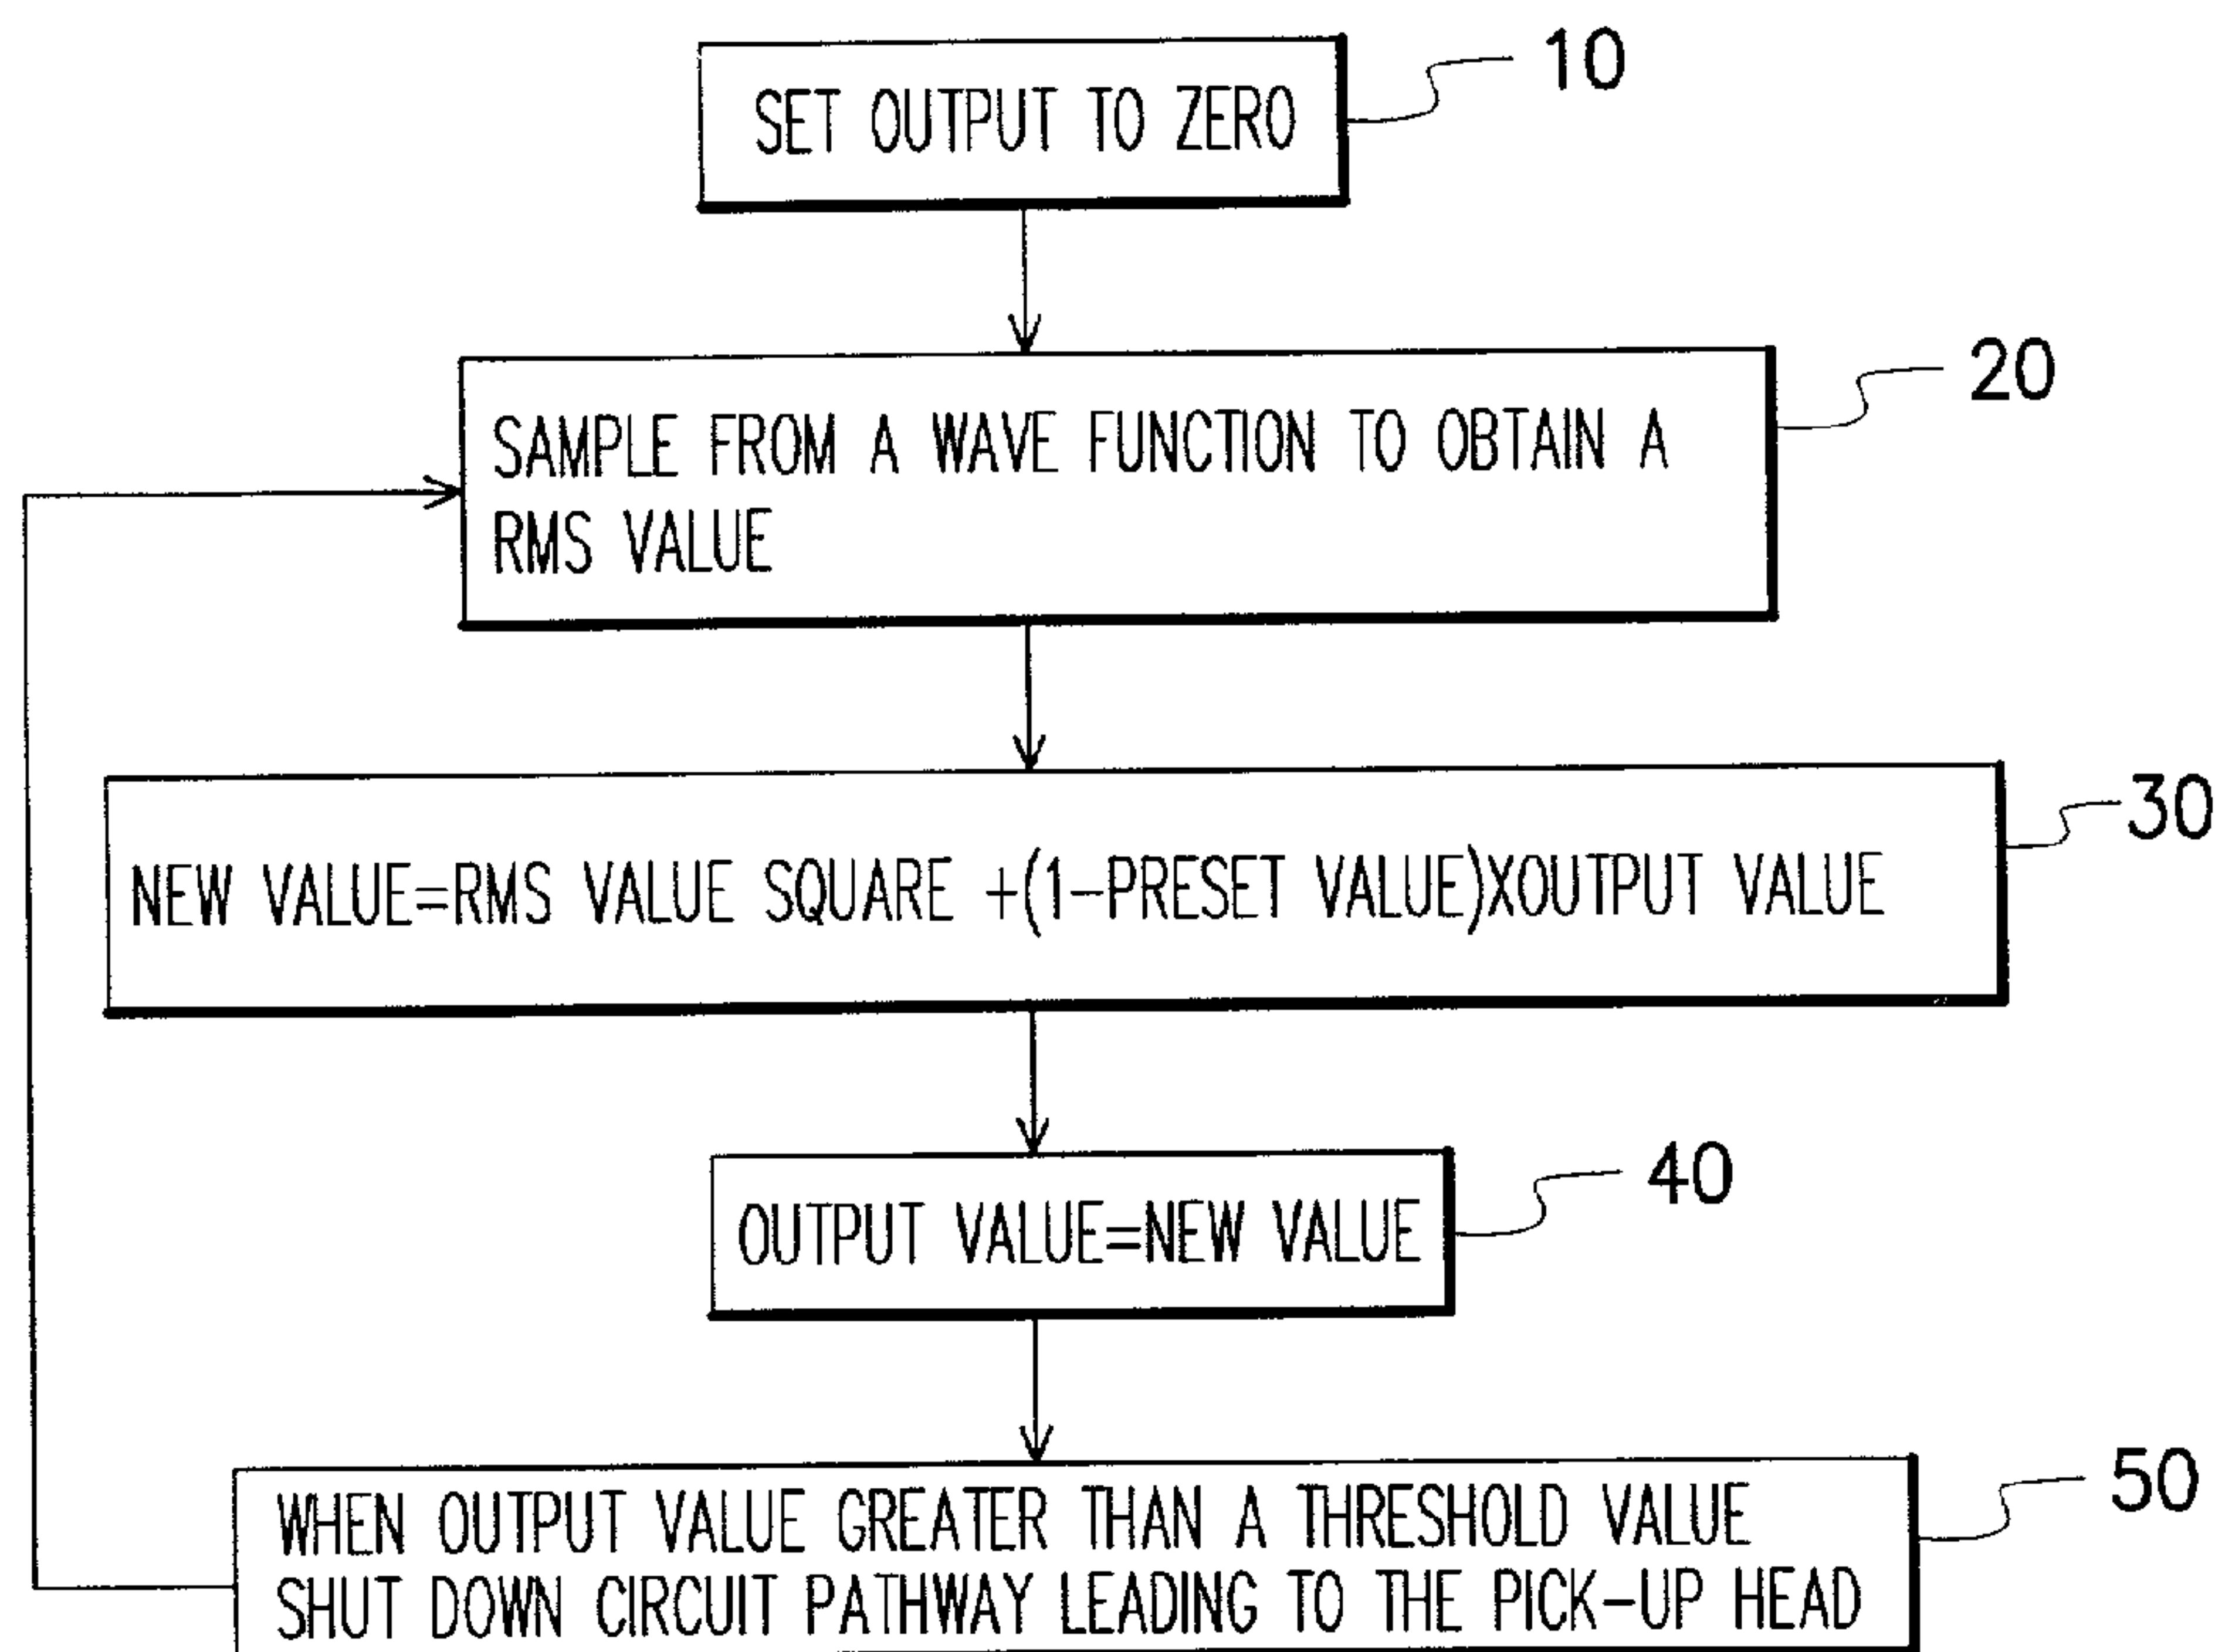 SET OUTPUT TO ZERO
10
SAMPLE FROM A WAVE FUNCTION TO OBTAIN A
RMS VALUE
20
NEW VALUE=RMS VALUE SQUARE +(1-PRESET VALUE)XOUTPUT VALUE
30
OUTPUT VALUE=NEW VALUE
40
WHEN OUTPUT VALUE GREATER THAN A THRESHOLD VALUE
SHUT DOWN CIRCUIT PATHWAY LEADING TO THE PICK-UP HEAD
50